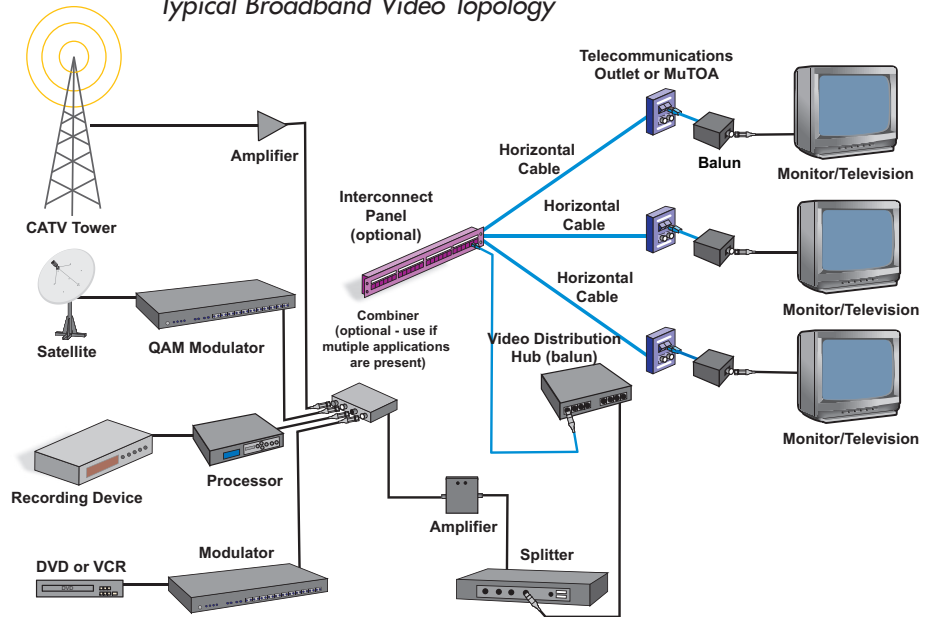 Typical Broadband Video Topology
Telecommunications
Outlet or MuTOA
Amplifier
Horizontal
Cable
Balun
Monitor/Television
Interconnect
Panel
(optional)
Horizontal
Cable
CATV Tower
Horizontal
Cable
Monitor/Television
Combiner
(optional - use if
mutiple applications
are present)
Video Distribution
Hub (balun)
Satellite
QAM Modulator
Monitor/Television
Processor
Recording Device
Amplifier
Splitter
Modulator
DVD or VCR
DVD